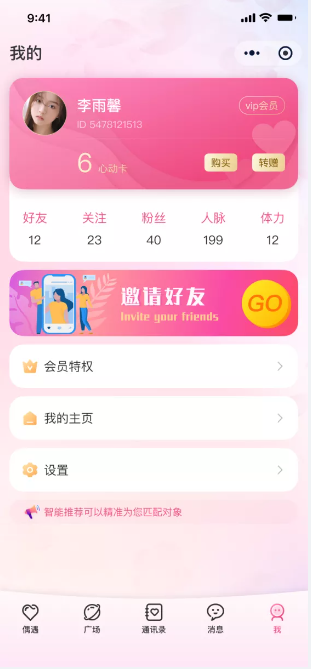 9:41
我的
李雨馨
vip会员
ID 5478121513
6 心动卡
购买 转赠
好友 关注 粉丝 人脉 体力
12 23 40 199 12
邀请好友
Invite your friends
GO
会员特权
我的主页
设置
智能推荐可以精准为您匹配对象
偶遇 广场 通讯录 消息 我